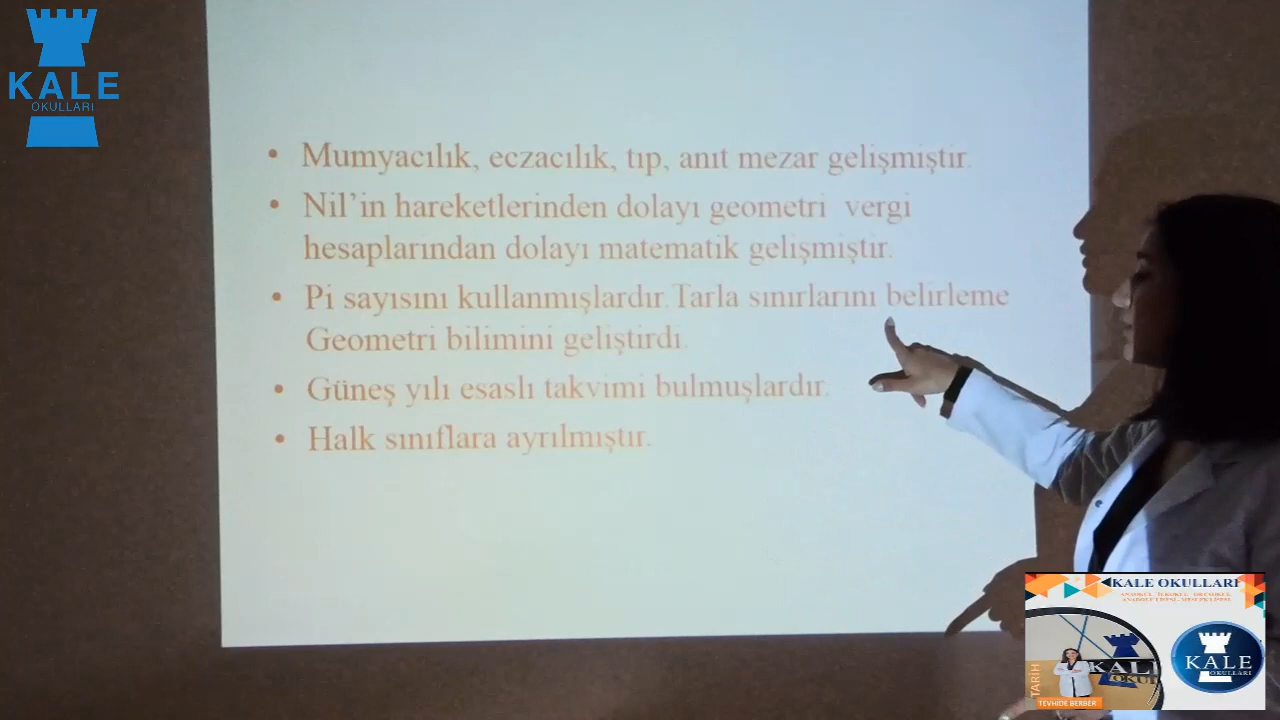 KALE
OKULLARI
• Mumyacılık, eczacılık, tıp, anıt mezar gelişmiştir.
• Nil'in hareketlerinden dolayı geometri vergi
hesaplarından dolayı matematik gelişmiştir.
• Pi sayısını kullanmışlardır.Tarla sınırlarını belirleme
Geometri bilimini geliştirdi.
• Güneş yılı esaslı takvimi bulmuşlardır.
• Halk sınıflara ayrılmıştır.
KALE OKULLARI
KALE
OKULLARI
TARİH
TEVHİDE BERBER